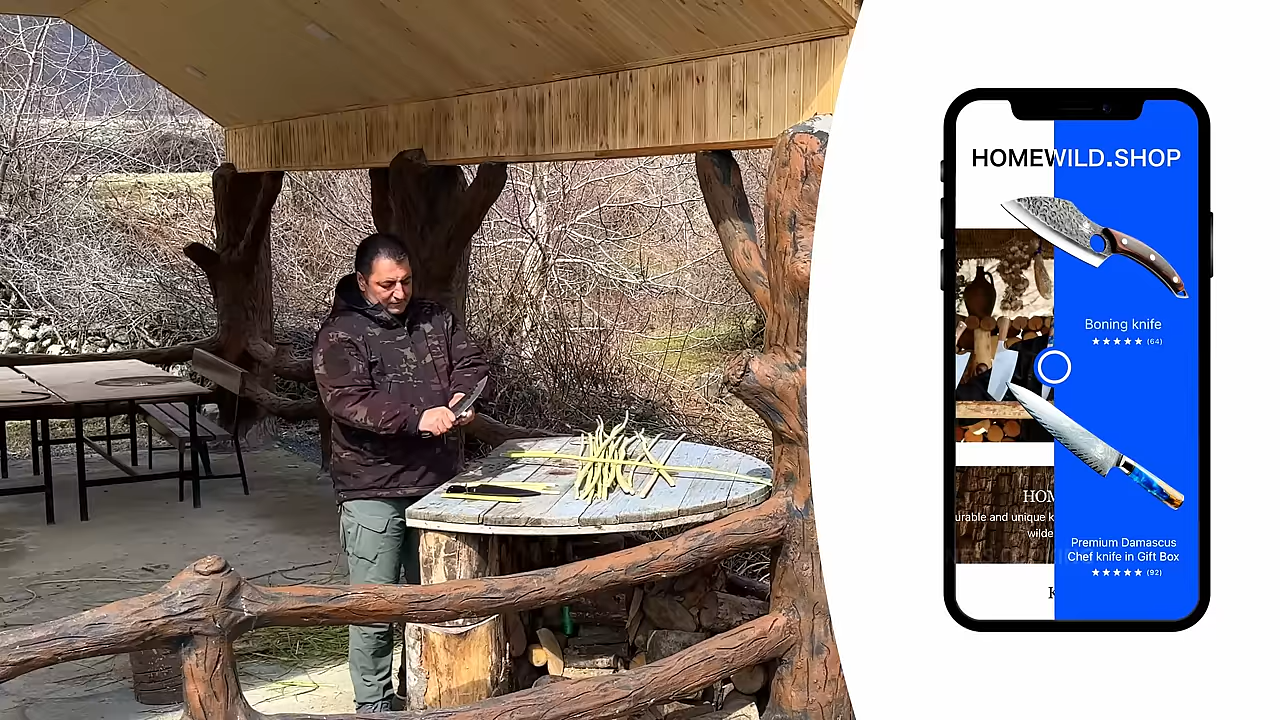 HOMEWILD.SHOP
Boning knife
★★★★★ (64)
HOM
urable and unique k
wilde
Premium Damascus
Chef knife in Gift Box
★★★★★ (92)
K